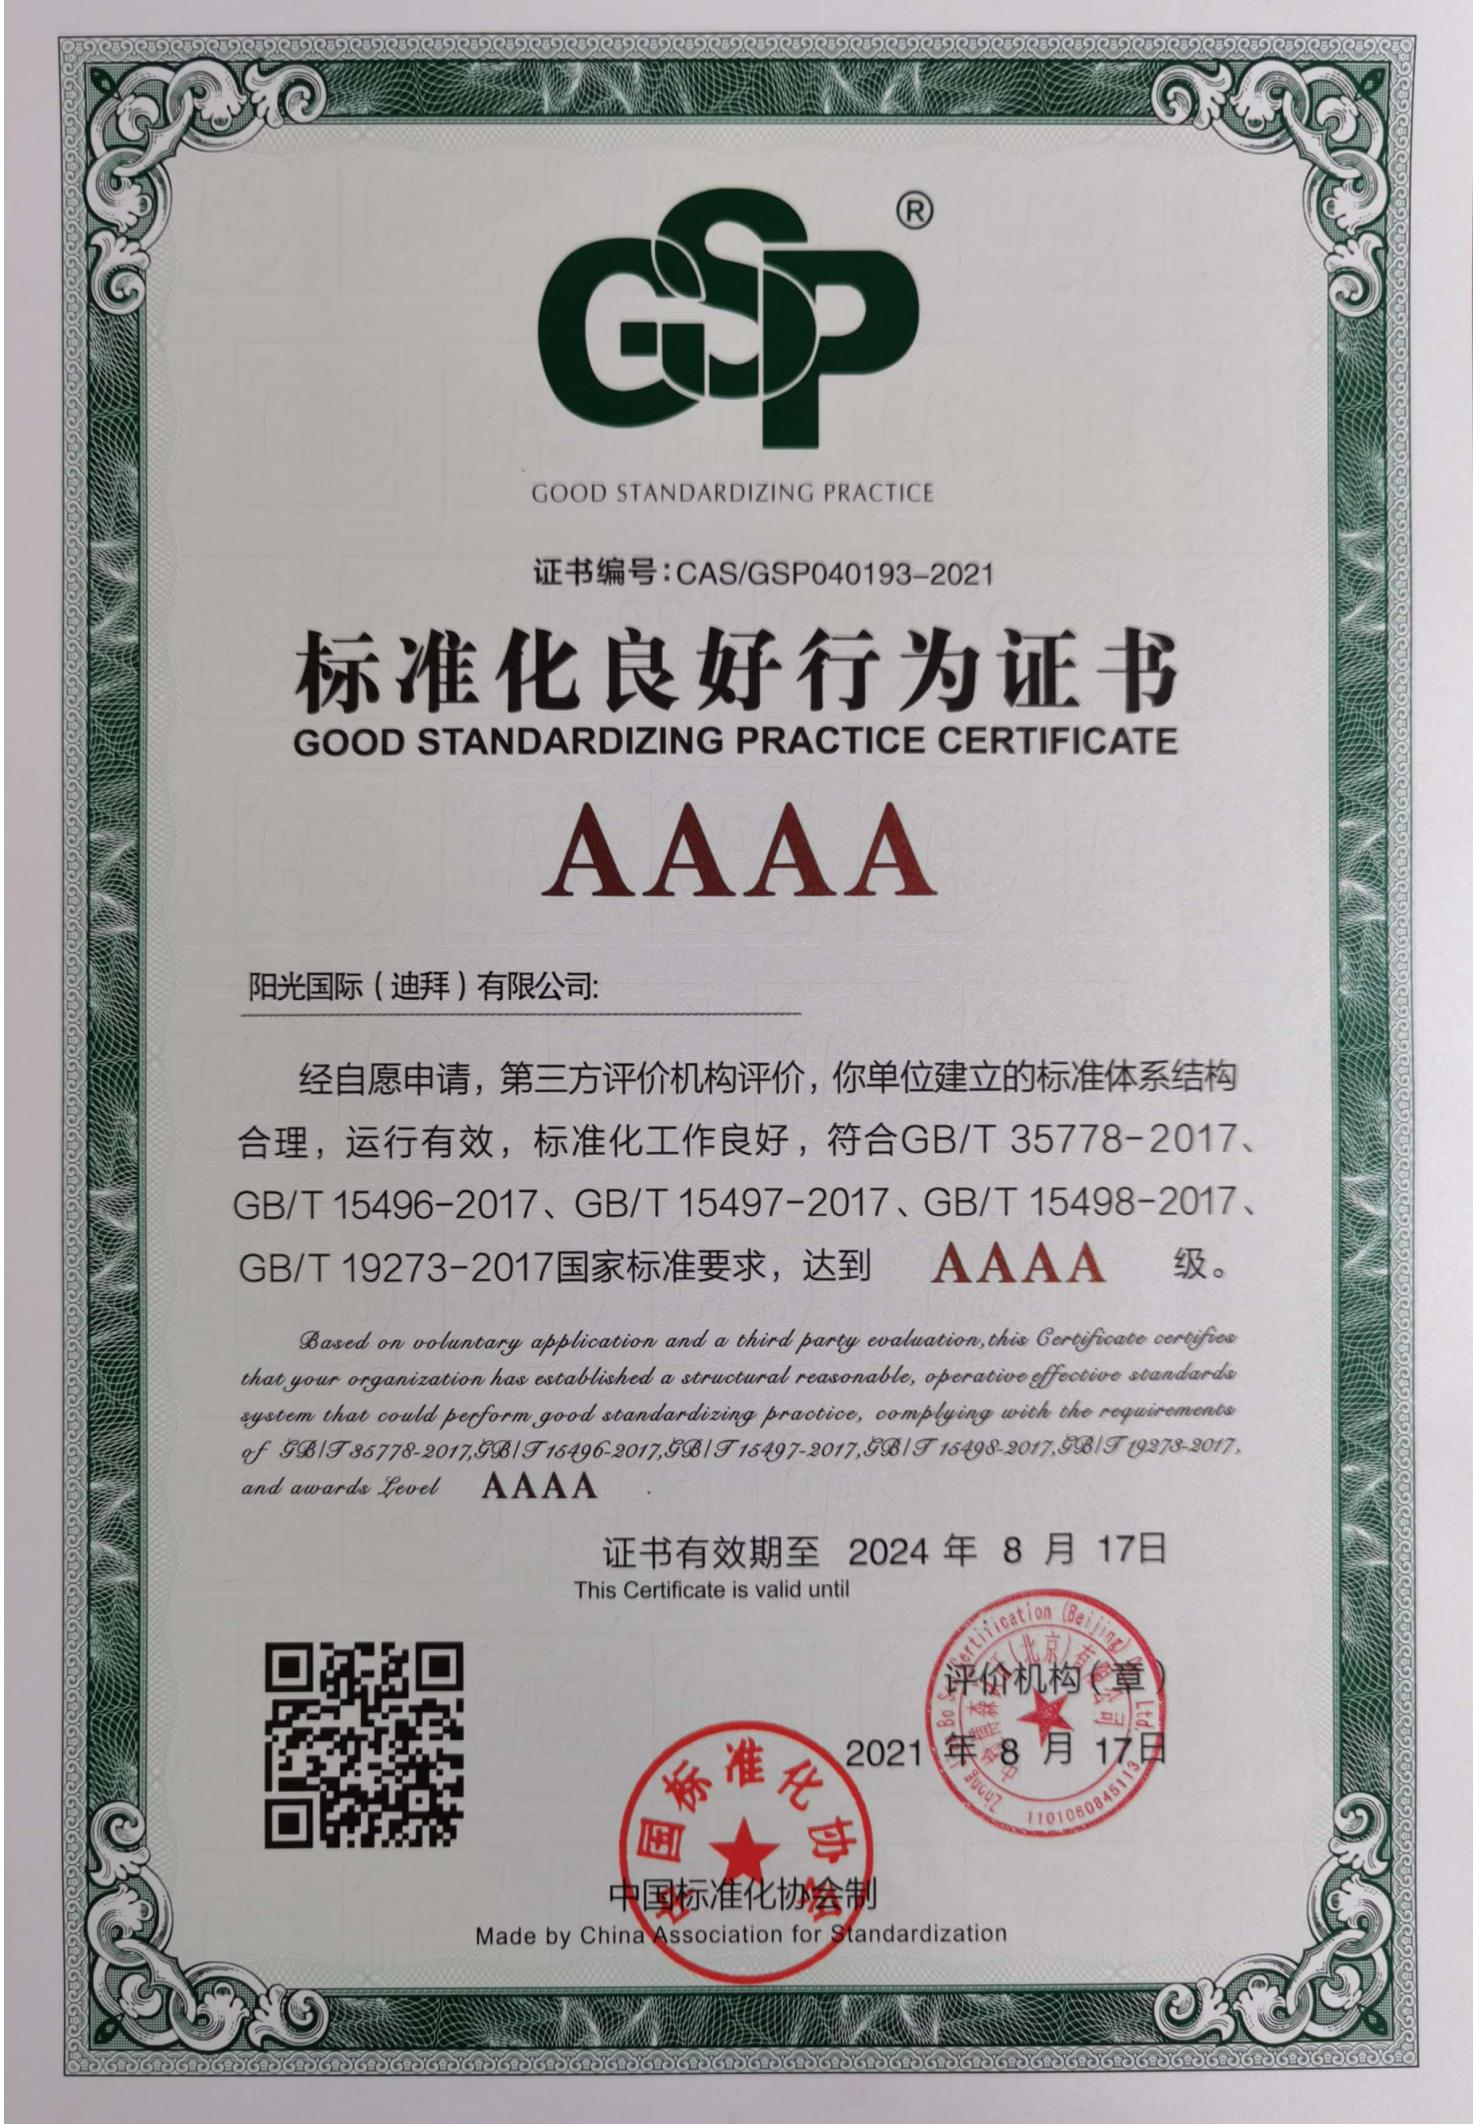 GSP®
GOOD STANDARDIZING PRACTICE
证书编号：CAS/GSP040193-2021
标准化良好行为证书
GOOD STANDARDIZING PRACTICE CERTIFICATE
AAAA
阳光国际（迪拜）有限公司:
经自愿申请，第三方评价机构评价，你单位建立的标准体系结构
合理，运行有效，标准化工作良好，符合GB/T 35778-2017、
GB/T 15496-2017、GB/T 15497-2017、GB/T 15498-2017、
GB/T 19273-2017国家标准要求，达到 AAAA 级。
Based on voluntary application and a third party evaluation,this Certificate certifies
that your organization has established a structural reasonable, operative effective standards
system that could perform good standardizing practice, complying with the requirements
of GB/T 35778-2017,GB/T 15496-2017,GB/T 15497-2017,GB/T 15498-2017,GB/T 19273-2017,
and awards Level AAAA .
证书有效期至 2024 年 8 月 17日
This Certificate is valid until
评价机构（章）
2021 年 8 月 17日
Certification (Beijing)
Ltd.
（北京）有限公司
1101060845113
中国标准化协会
中国标准化协会制
Made by China Association for Standardization